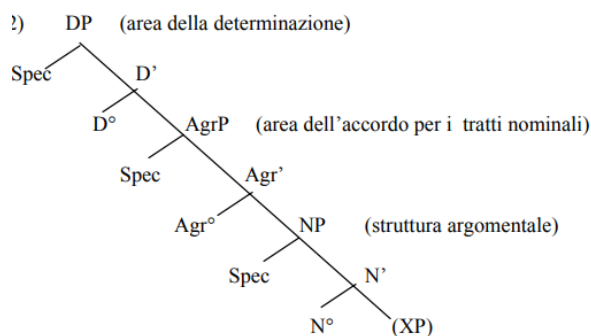 2) DP (area della determinazione)
Spec D’
D° AgrP (area dell’accordo per i tratti nominali)
Spec Agr’
Agr° NP (struttura argomentale)
Spec N’
N° (XP)